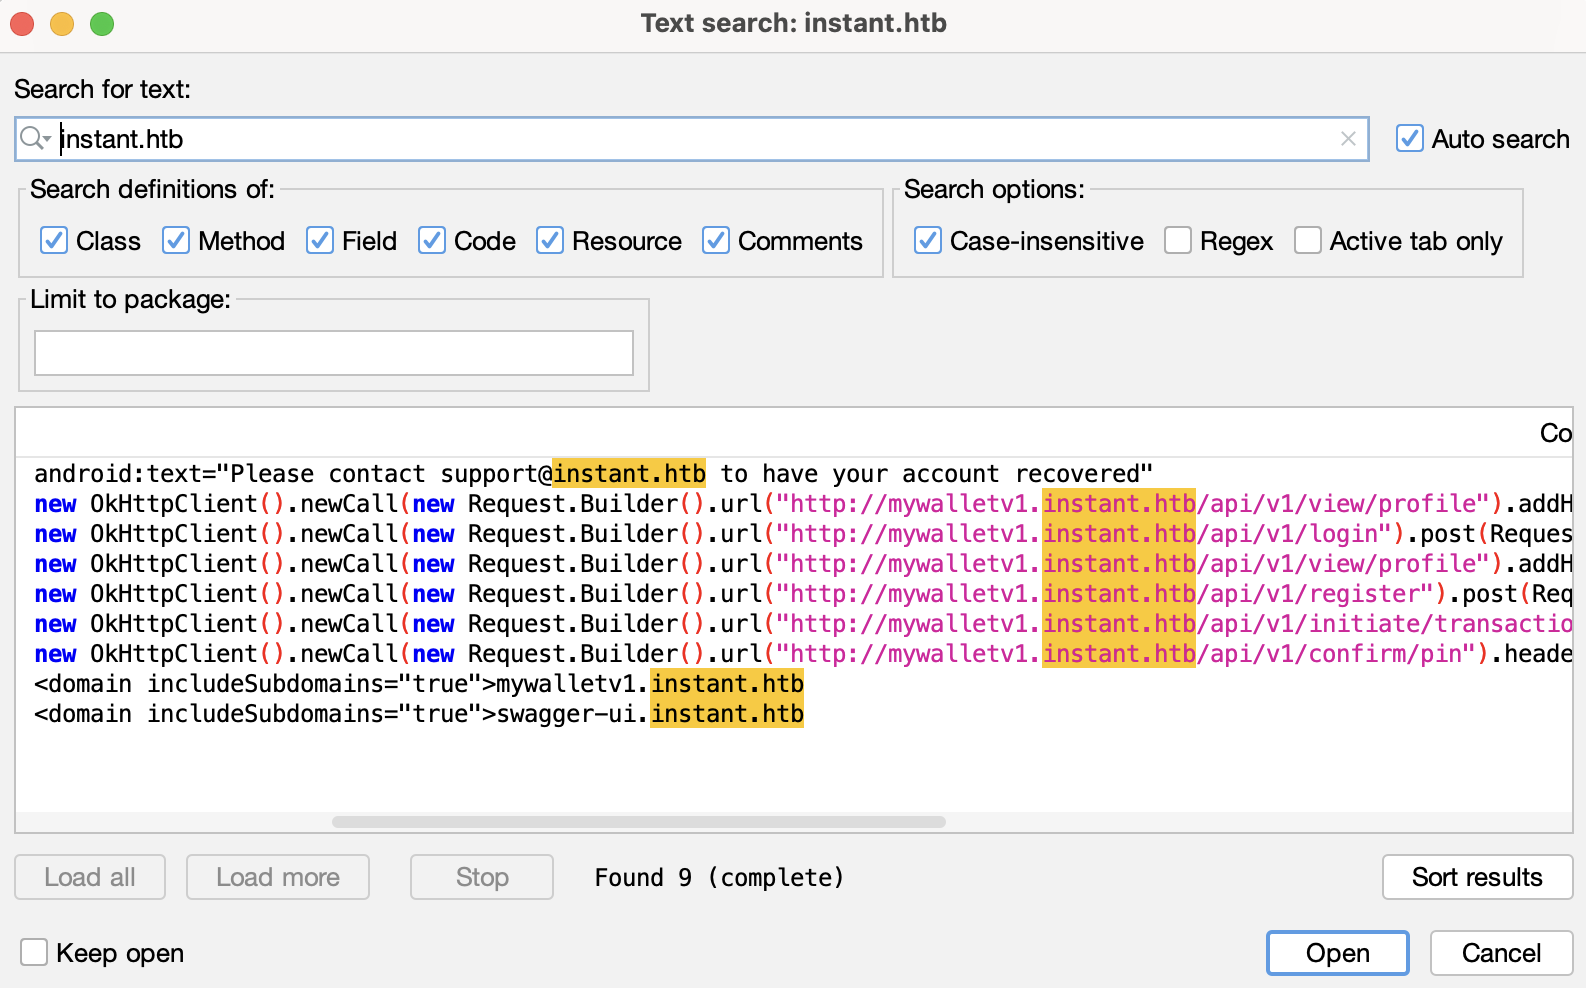 Text search: instant.htb
Search for text:
instant.htb
Auto search
Search definitions of:
Search options:
Class Method Field Code Resource Comments
Case-insensitive Regex Active tab only
Limit to package:
Co
android:text="Please contact support@instant.htb to have your account recovered"
new OkHttpClient().newCall(new Request.Builder().url("http://mywalletv1.instant.htb/api/v1/view/profile").addH
new OkHttpClient().newCall(new Request.Builder().url("http://mywalletv1.instant.htb/api/v1/login").post(Reques
new OkHttpClient().newCall(new Request.Builder().url("http://mywalletv1.instant.htb/api/v1/view/profile").addH
new OkHttpClient().newCall(new Request.Builder().url("http://mywalletv1.instant.htb/api/v1/register").post(Req
new OkHttpClient().newCall(new Request.Builder().url("http://mywalletv1.instant.htb/api/v1/initiate/transactio
new OkHttpClient().newCall(new Request.Builder().url("http://mywalletv1.instant.htb/api/v1/confirm/pin").heade
<domain includeSubdomains="true">mywalletv1.instant.htb
<domain includeSubdomains="true">swagger-ui.instant.htb
Load all
Load more
Stop
Found 9 (complete)
Sort results
Keep open
Open
Cancel